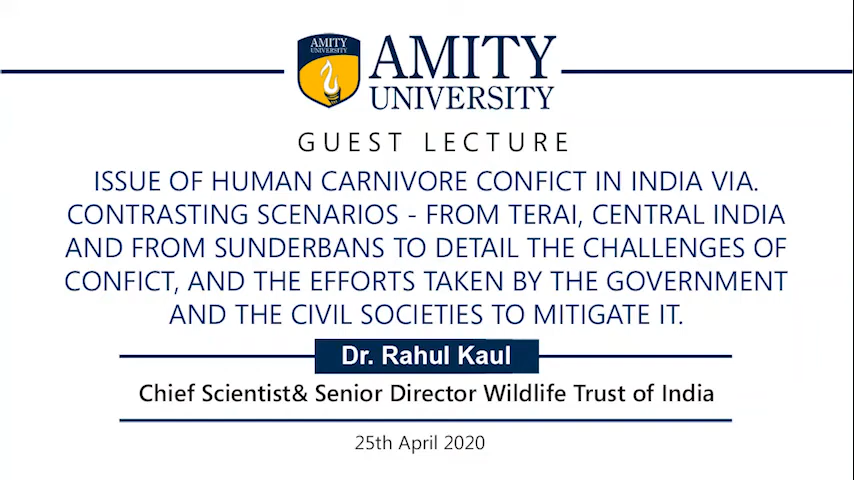 AMITY
UNIVERSITY
AMITY
UNIVERSITY
GUEST LECTURE
ISSUE OF HUMAN CARNIVORE CONFICT IN INDIA VIA.
CONTRASTING SCENARIOS - FROM TERAI, CENTRAL INDIA
AND FROM SUNDERBANS TO DETAIL THE CHALLENGES OF
CONFICT, AND THE EFFORTS TAKEN BY THE GOVERNMENT
AND THE CIVIL SOCIETIES TO MITIGATE IT.
Dr. Rahul Kaul
Chief Scientist& Senior Director Wildlife Trust of India
25th April 2020